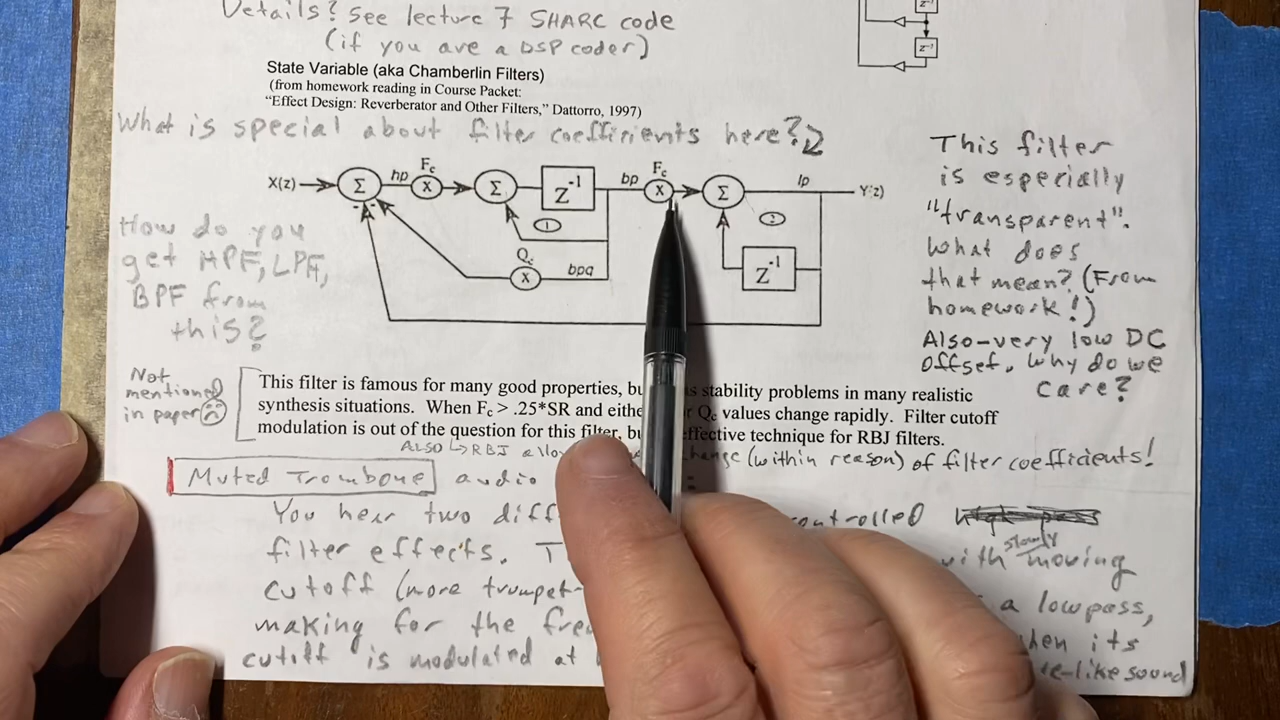 Details? See lecture 7 SHARC code
(if you are a DSP coder)
z⁻¹
z⁻¹
State Variable (aka Chamberlin Filters)
(from homework reading in Course Packet:
“Effect Design: Reverberator and Other Filters,” Dattorro, 1997)
What is special about filter coefficients here?
X(z) Σ hp Fc X Σ Z⁻¹ bp Fc X Σ lp Y(z)
1 2
Qc X bpq Z⁻¹
How do you
get HPF, LPF,
BPF from
this?
This filter
is especially
"transparent".
What does
that mean? (From
homework!)
Also-very low DC
offset. Why do we
care?
Not
mentioned
in paper
This filter is famous for many good properties, stability problems in many realistic
synthesis situations. When Fc > .25*SR and Qc values change rapidly. Filter cutoff
modulation is out of the question for this filter, effective technique for RBJ filters.
ALSO RBJ (within reason) of filter coefficients!
Muted Trombone audio
You hear two
filter effects. with slowly moving
cutoff (more trumpet- a lowpass,
making for the its
cutoff is modulated at sound